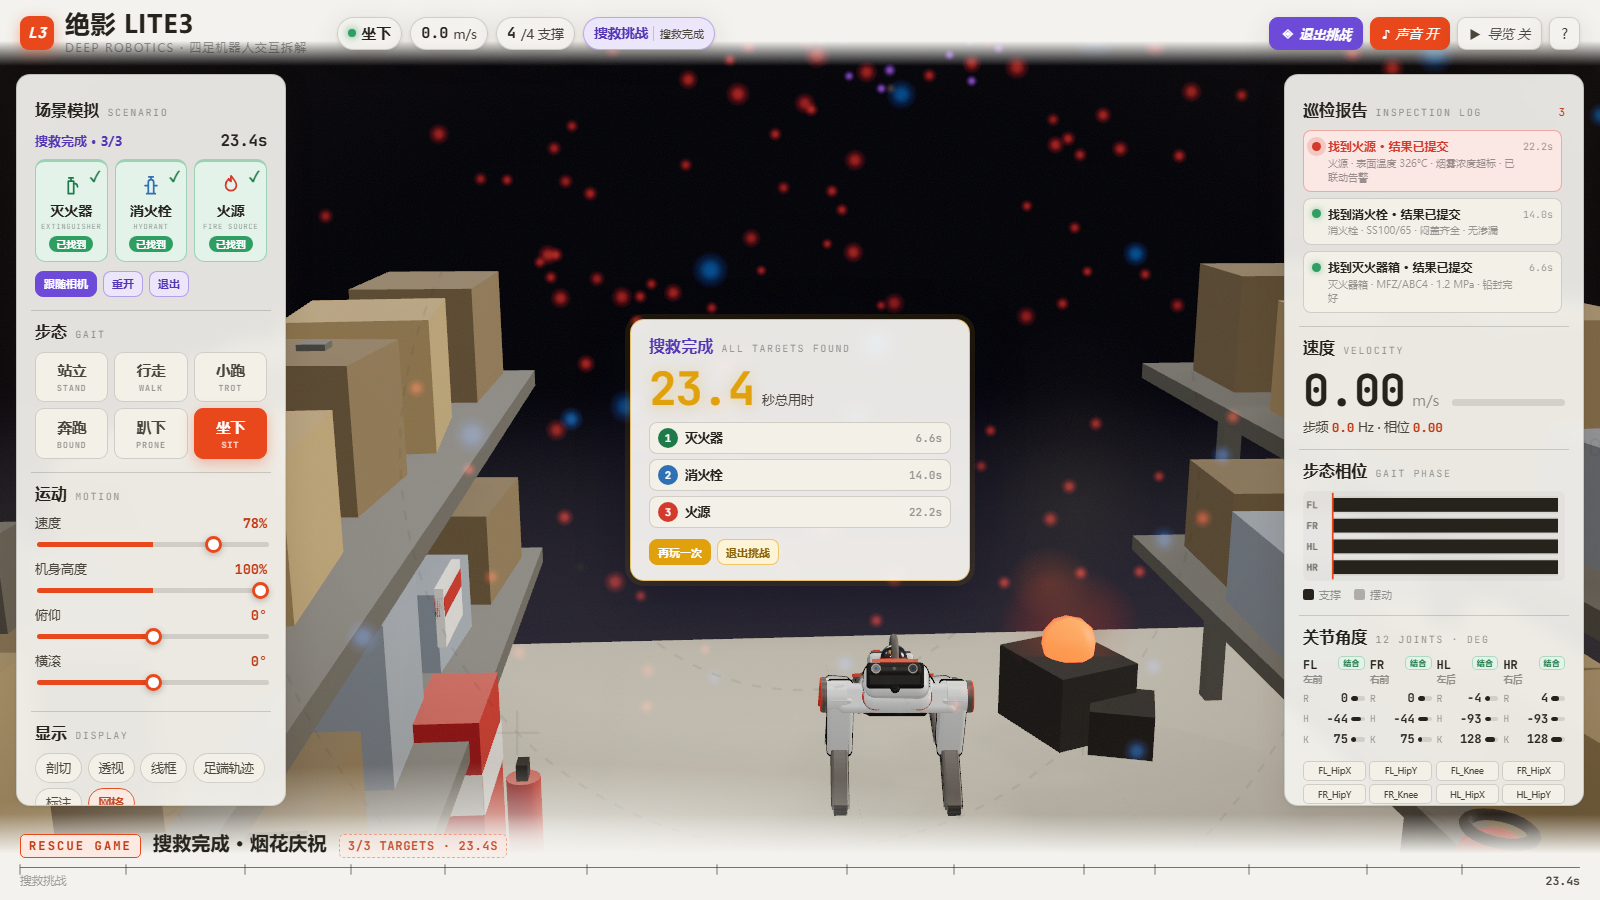 L3
绝影 LITE3
DEEP ROBOTICS · 四足机器人交互拆解
坐下
0.0 m/s
4 /4 支撑
搜救挑战 搜救完成
退出挑战
♪ 声音 开
▶ 导览 关
?
场景模拟 SCENARIO
搜救完成 • 3/3 23.4s
灭火器 消火栓 火源
EXTINGUISHER HYDRANT FIRE SOURCE
已找到 已找到 已找到
跟随相机 重开 退出
步态 GAIT
站立 行走 小跑
STAND WALK TROT
奔跑 趴下 坐下
BOUND PRONE SIT
运动 MOTION
速度 78%
机身高度 100%
俯仰 0°
横滚 0°
显示 DISPLAY
剖切 透视 线框 足端轨迹
标注 网格
搜救完成 ALL TARGETS FOUND
23.4 秒总用时
1 灭火器 6.6s
2 消火栓 14.0s
3 火源 22.2s
再玩一次 退出挑战
巡检报告 INSPECTION LOG 3
找到火源 • 结果已提交 22.2s
火源 · 表面温度 326°C · 烟雾浓度超标 · 已
联动告警
找到消火栓 • 结果已提交 14.0s
消火栓 · SS100/65 · 闷盖齐全 · 无渗漏
找到灭火器箱 • 结果已提交 6.6s
灭火器箱 · MFZ/ABC4 · 1.2 MPa · 铅封完
好
速度 VELOCITY
0.00 m/s
步频 0.0 Hz · 相位 0.00
步态相位 GAIT PHASE
FL
FR
HL
HR
支撑 摆动
关节角度 12 JOINTS · DEG
FL 结合 FR 结合 HL 结合 HR 结合
左前 右前 左后 右后
R 0 R 0 R -4 R 4
H -44 H -44 H -93 H -93
K 75 K 75 K 128 K 128
FL_HipX FL_HipY FL_Knee FR_HipX
FR_HipY FR_Knee HL_HipX HL_HipY
RESCUE GAME 搜救完成 • 烟花庆祝 3/3 TARGETS · 23.4S
搜救挑战 23.4s